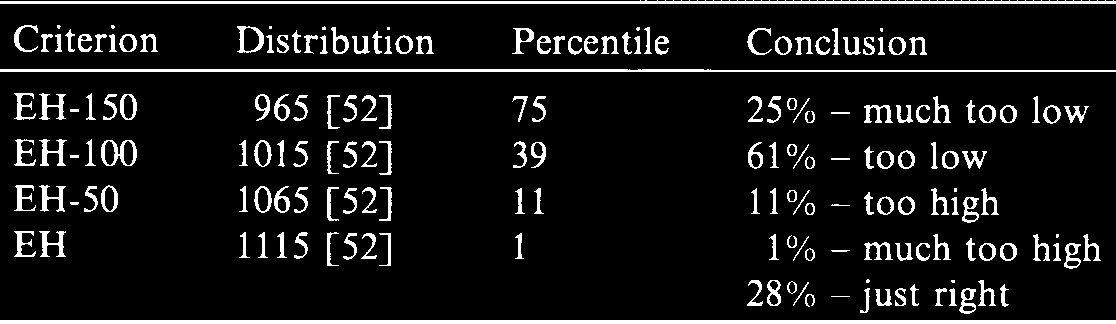 Criterion Distribution Percentile Conclusion
EH-150 965 [52] 75 25% – much too low
EH-100 1015 [52] 39 61% – too low
EH-50 1065 [52] 11 11% – too high
EH 1115 [52] 1 1% – much too high
28% – just right